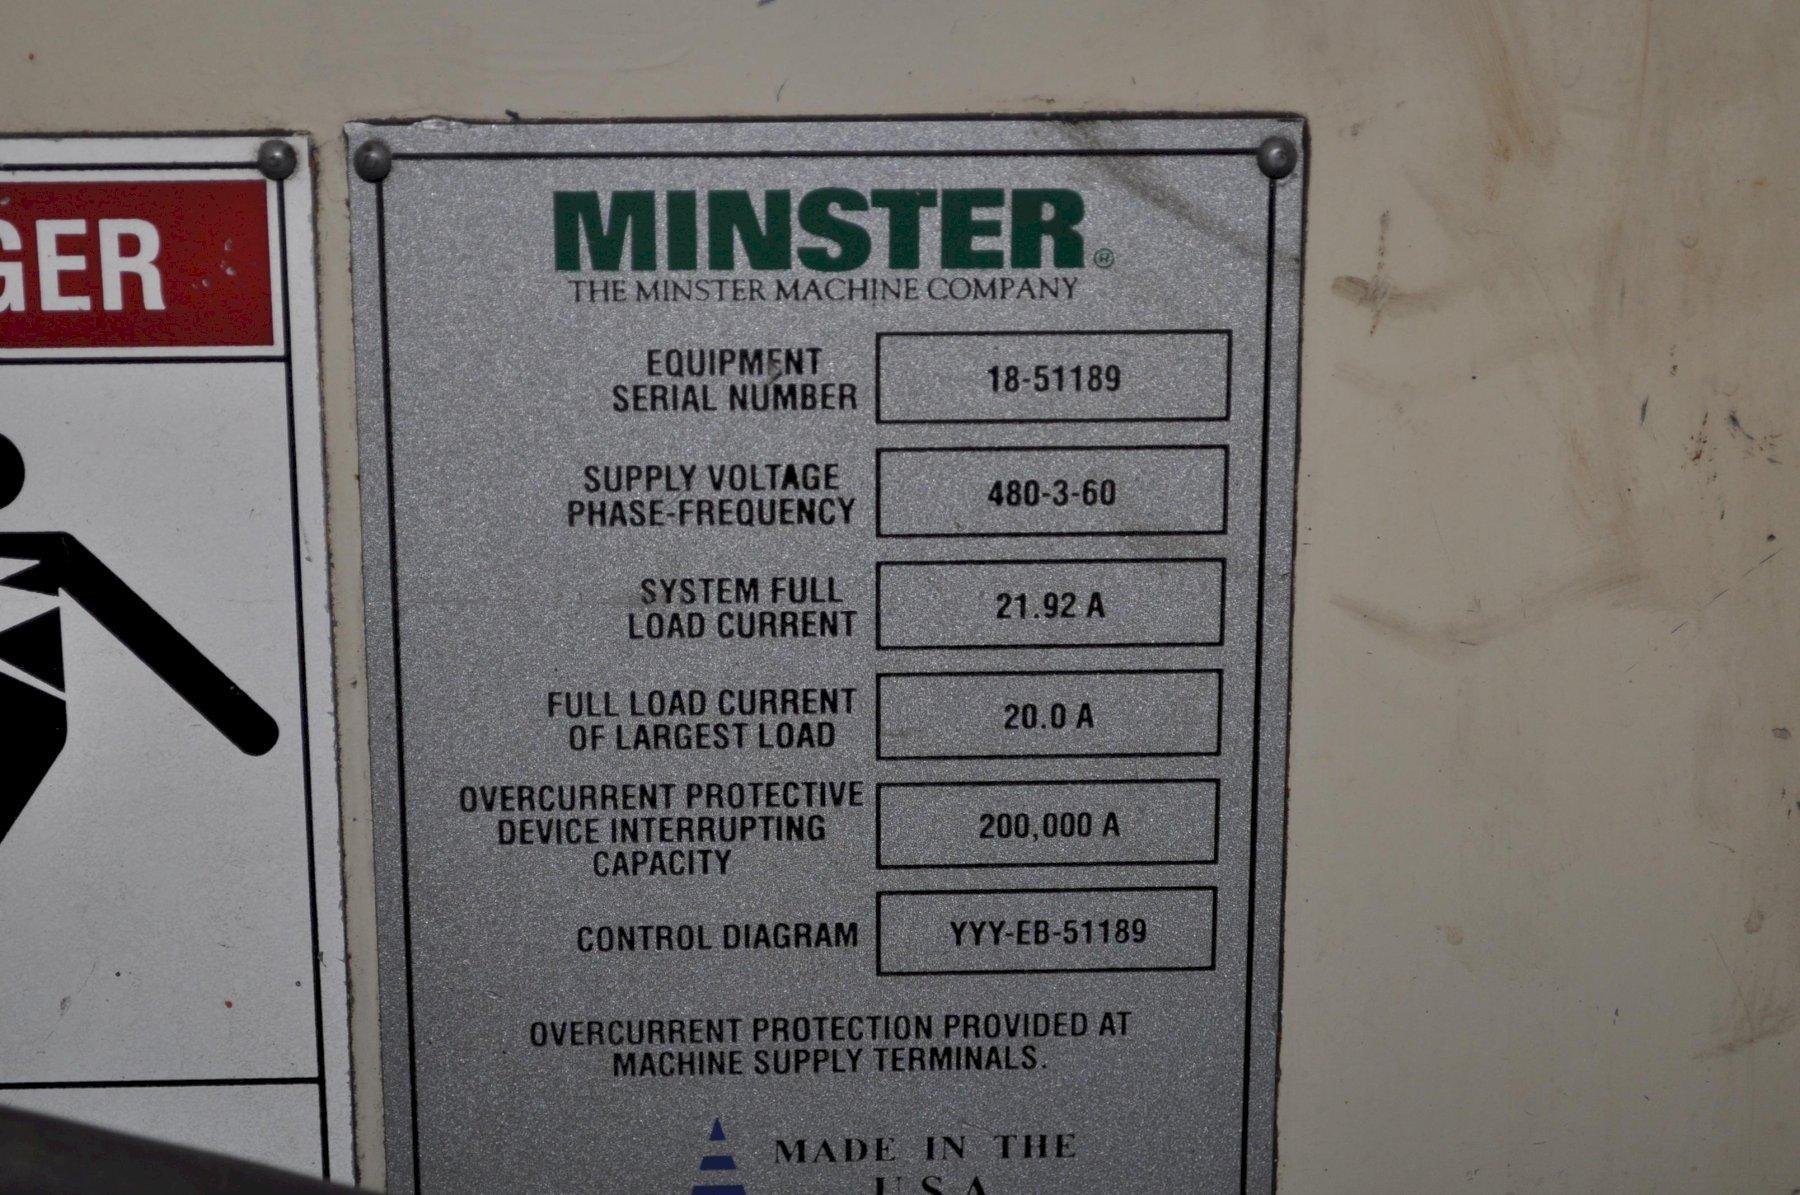 GER
MINSTER®
THE MINSTER MACHINE COMPANY
EQUIPMENT
SERIAL NUMBER
18-51189
SUPPLY VOLTAGE
PHASE-FREQUENCY
480-3-60
SYSTEM FULL
LOAD CURRENT
21.92 A
FULL LOAD CURRENT
OF LARGEST LOAD
20.0 A
OVERCURRENT PROTECTIVE
DEVICE INTERRUPTING
CAPACITY
200,000 A
CONTROL DIAGRAM
YYY-EB-51189
OVERCURRENT PROTECTION PROVIDED AT
MACHINE SUPPLY TERMINALS.
MADE IN THE
U S A